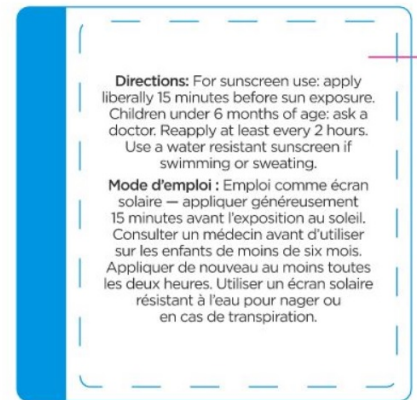 Directions: For sunscreen use: apply
liberally 15 minutes before sun exposure.
Children under 6 months of age: ask a
doctor. Reapply at least every 2 hours.
Use a water resistant sunscreen if
swimming or sweating.
Mode d'emploi : Emploi comme écran
solaire — appliquer généreusement
15 minutes avant l'exposition au soleil.
Consulter un médecin avant d'utiliser
sur les enfants de moins de six mois.
Appliquer de nouveau au moins toutes
les deux heures. Utiliser un écran solaire
résistant à l'eau pour nager ou
en cas de transpiration.